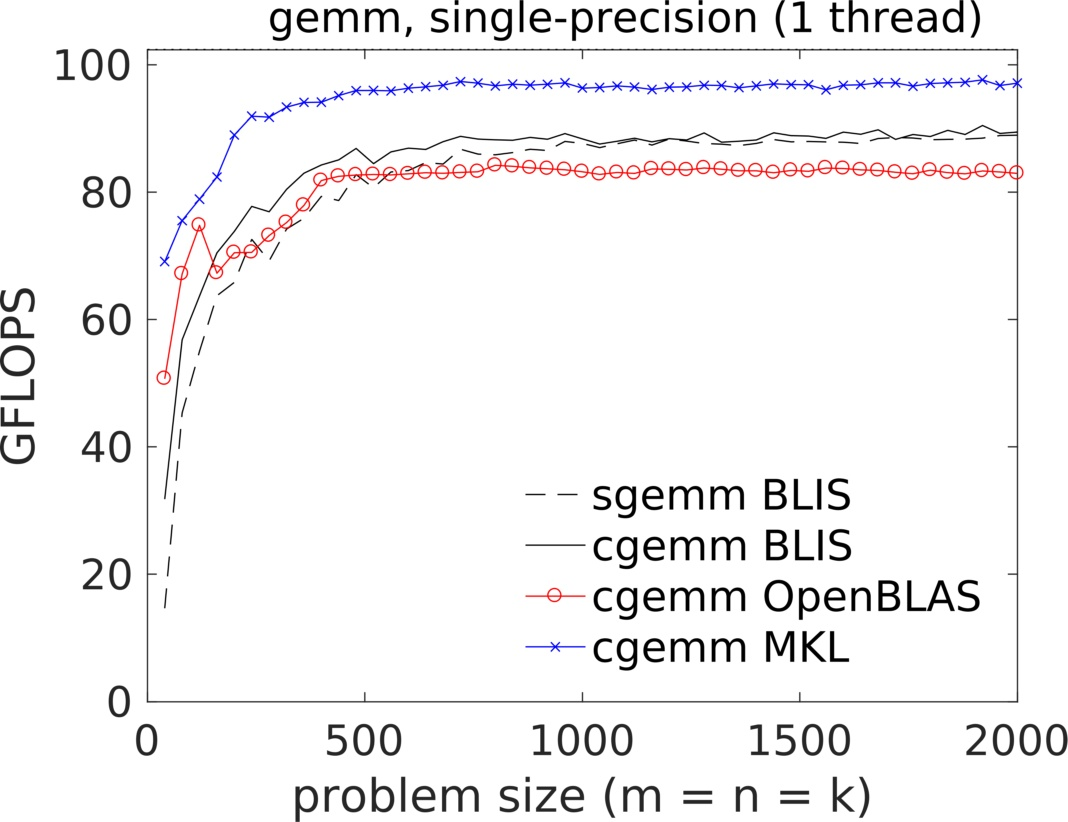 gemm, single-precision (1 thread)
100
80
60
40
20
0
GFLOPS
sgemm BLIS
cgemm BLIS
cgemm OpenBLAS
cgemm MKL
0 500 1000 1500 2000
problem size (m = n = k)